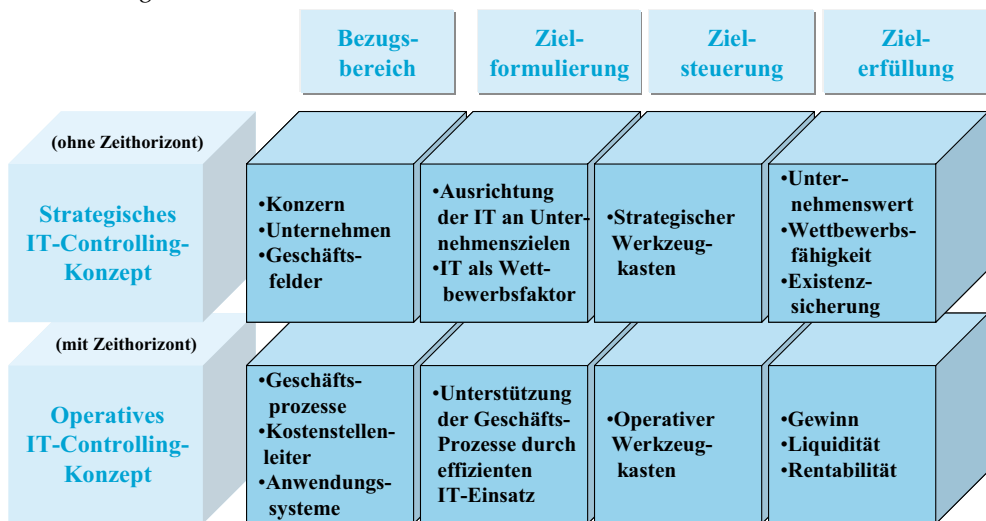 Bezugs-
bereich
Ziel-
formulierung
Ziel-
steuerung
Ziel-
erfüllung
(ohne Zeithorizont)
Strategisches
IT-Controlling-
Konzept
•Konzern
•Unternehmen
•Geschäfts-
felder
•Ausrichtung
der IT an Unter-
nehmenszielen
•IT als Wett-
bewerbsfaktor
•Strategischer
Werkzeug-
kasten
•Unter-
nehmenswert
•Wettbewerbs-
fähigkeit
•Existenz-
sicherung
(mit Zeithorizont)
Operatives
IT-Controlling-
Konzept
•Geschäfts-
prozesse
•Kostenstellen-
leiter
•Anwendungs-
systeme
•Unterstützung
der Geschäfts-
Prozesse durch
effizienten
IT-Einsatz
•Operativer
Werkzeug-
kasten
•Gewinn
•Liquidität
•Rentabilität